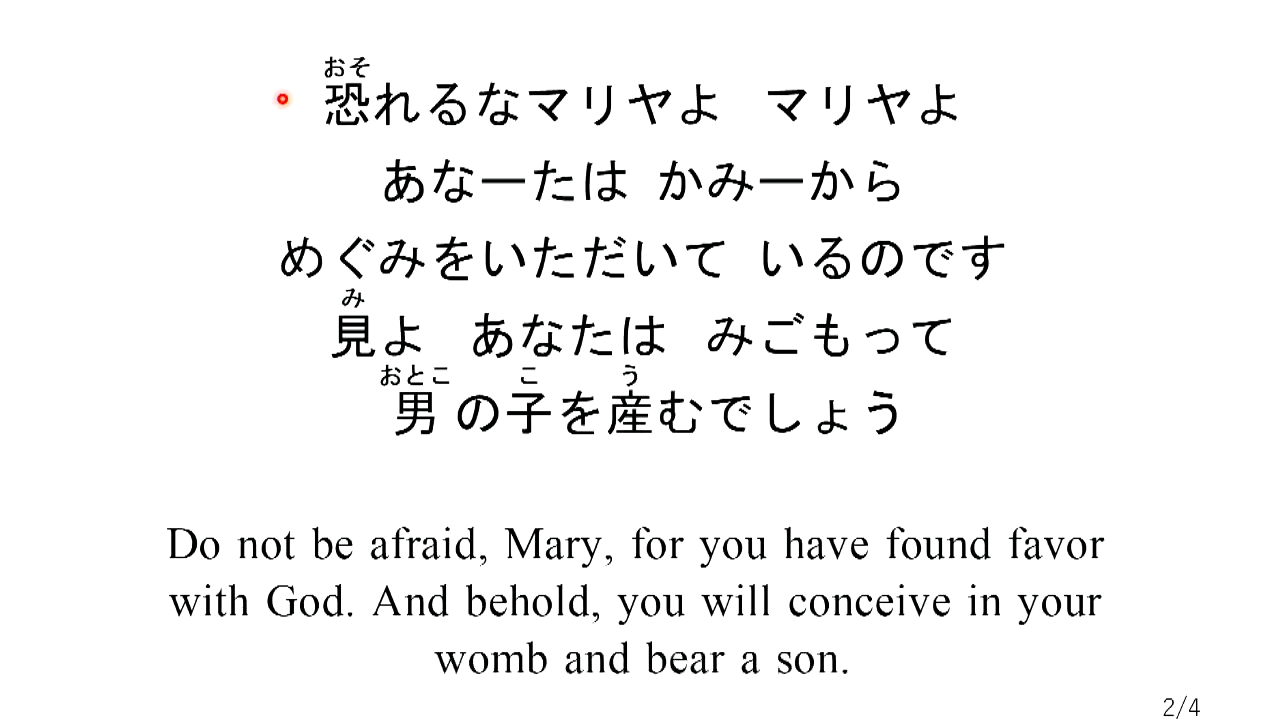 おそ
恐れるなマリヤよ マリヤよ
あなーたは かみーから
めぐみをいただいて いるのです
み
見よ あなたは みごもって
おとこ こ う
男の子を産むでしょう
Do not be afraid, Mary, for you have found favor
with God. And behold, you will conceive in your
womb and bear a son.
2/4